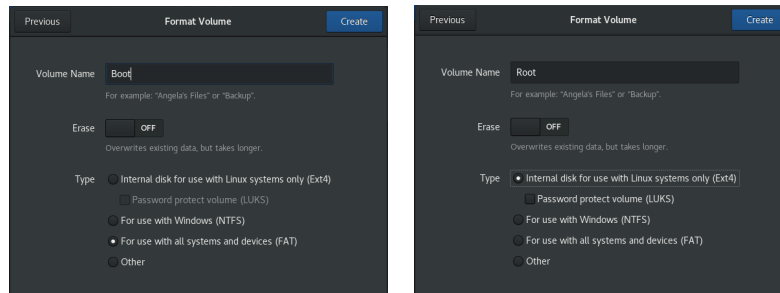 Previous Format Volume Create
Volume Name Boot
For example: "Angela's Files" or "Backup".
Erase OFF
Overwrites existing data, but takes longer.
Type Internal disk for use with Linux systems only (Ext4)
Password protect volume (LUKS)
For use with Windows (NTFS)
For use with all systems and devices (FAT)
Other
Previous Format Volume Create
Volume Name Root
For example: "Angela's Files" or "Backup".
Erase OFF
Overwrites existing data, but takes longer.
Type Internal disk for use with Linux systems only (Ext4)
Password protect volume (LUKS)
For use with Windows (NTFS)
For use with all systems and devices (FAT)
Other